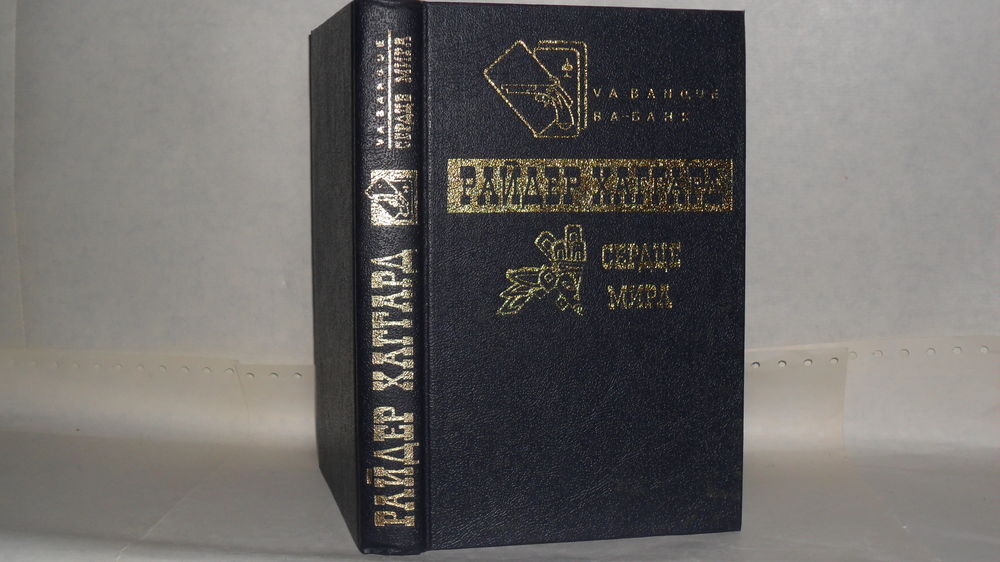 VA BANQUE
СЕРДЦЕ МИРА
РАЙДЕР ХАГГАРД
VA BANQUE
ВА-БАНК
РАЙДЕР ХАГГАРД
СЕРДЦЕ
МИРА